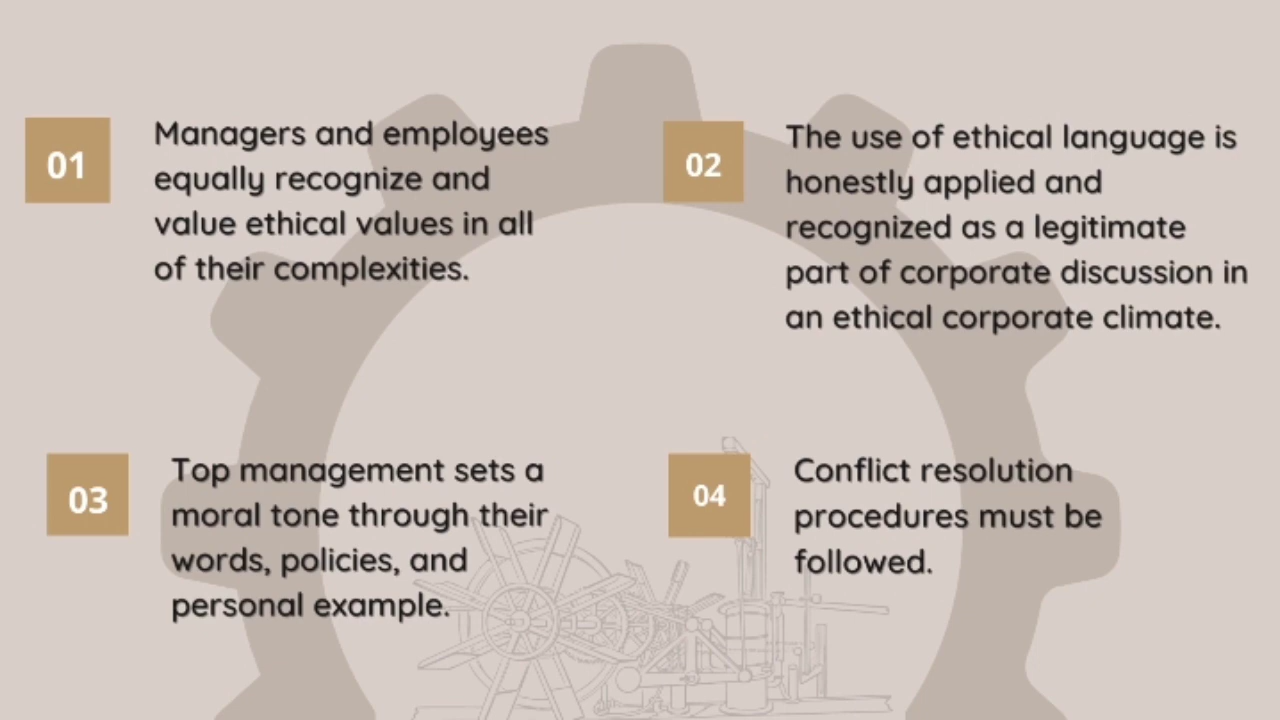 01
Managers and employees
equally recognize and
value ethical values in all
of their complexities.
02
The use of ethical language is
honestly applied and
recognized as a legitimate
part of corporate discussion in
an ethical corporate climate.
03
Top management sets a
moral tone through their
words, policies, and
personal example.
04
Conflict resolution
procedures must be
followed.